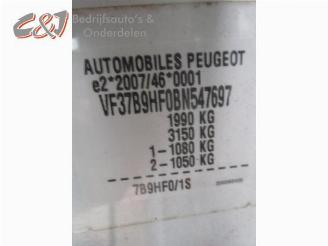 C&J Bedrijfsauto's &
Onderdelen
AUTOMOBILES PEUGEOT
e2*2007/46*0001
VF37B9HF0BN547697
1990 KG
3150 KG
1-1080 KG
2-1050 KG
7B9HF0/1S